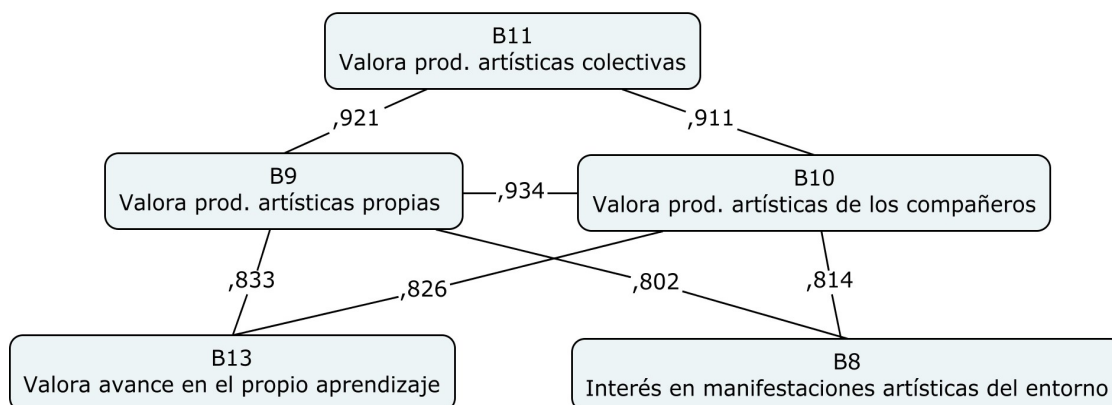 B11
Valora prod. artísticas colectivas
,921
,911
B9
Valora prod. artísticas propias
,934
B10
Valora prod. artísticas de los compañeros
,833
,826
,802
,814
B13
Valora avance en el propio aprendizaje
B8
Interés en manifestaciones artísticas del entorno